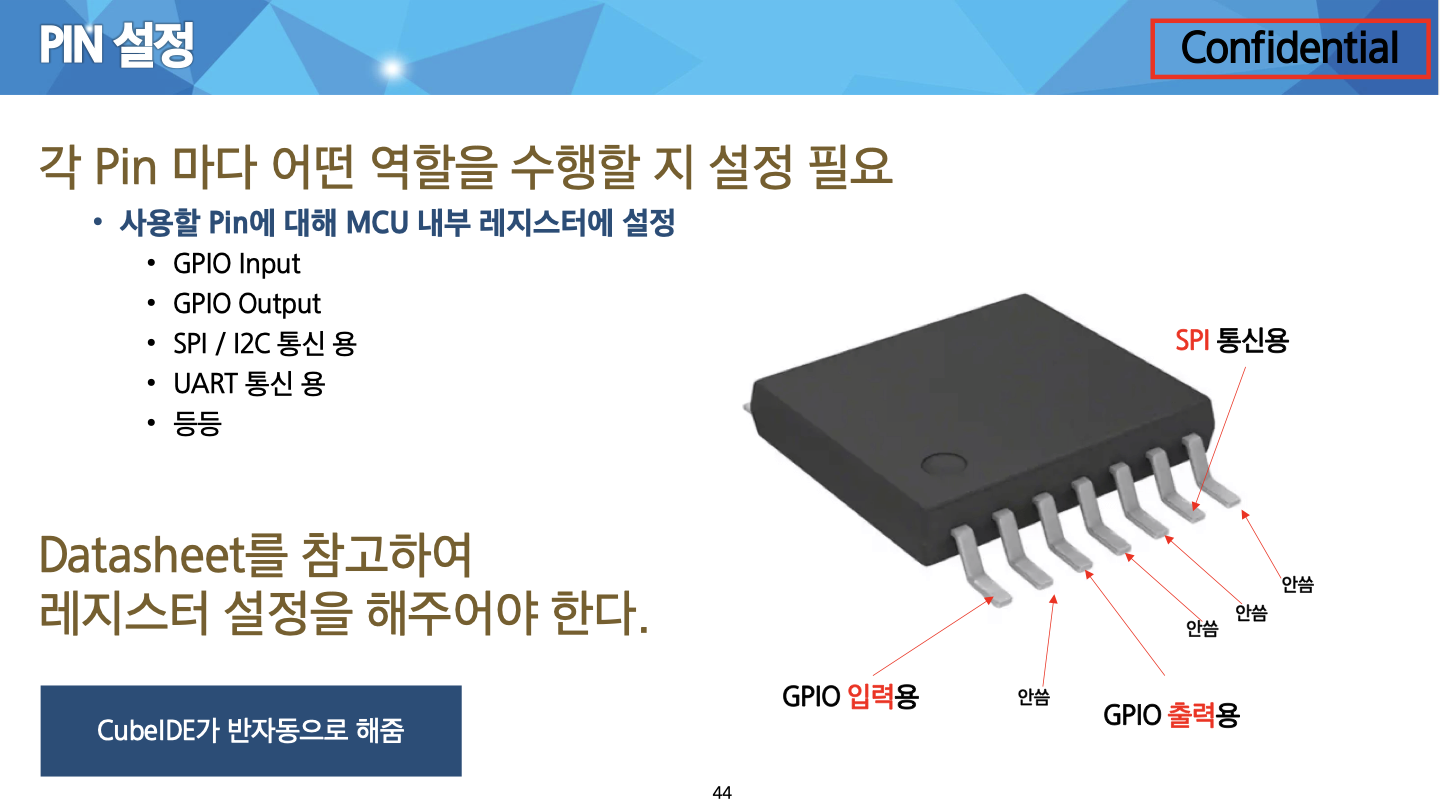 PIN 설정
Confidential
각 Pin 마다 어떤 역할을 수행할 지 설정 필요
• 사용할 Pin에 대해 MCU 내부 레지스터에 설정
• GPIO Input
• GPIO Output
• SPI / I2C 통신 용
• UART 통신 용
• 등등
Datasheet를 참고하여
레지스터 설정을 해주어야 한다.
CubeIDE가 반자동으로 해줌
SPI 통신용
안씀
안씀
안씀
GPIO 입력용
안씀
GPIO 출력용
44